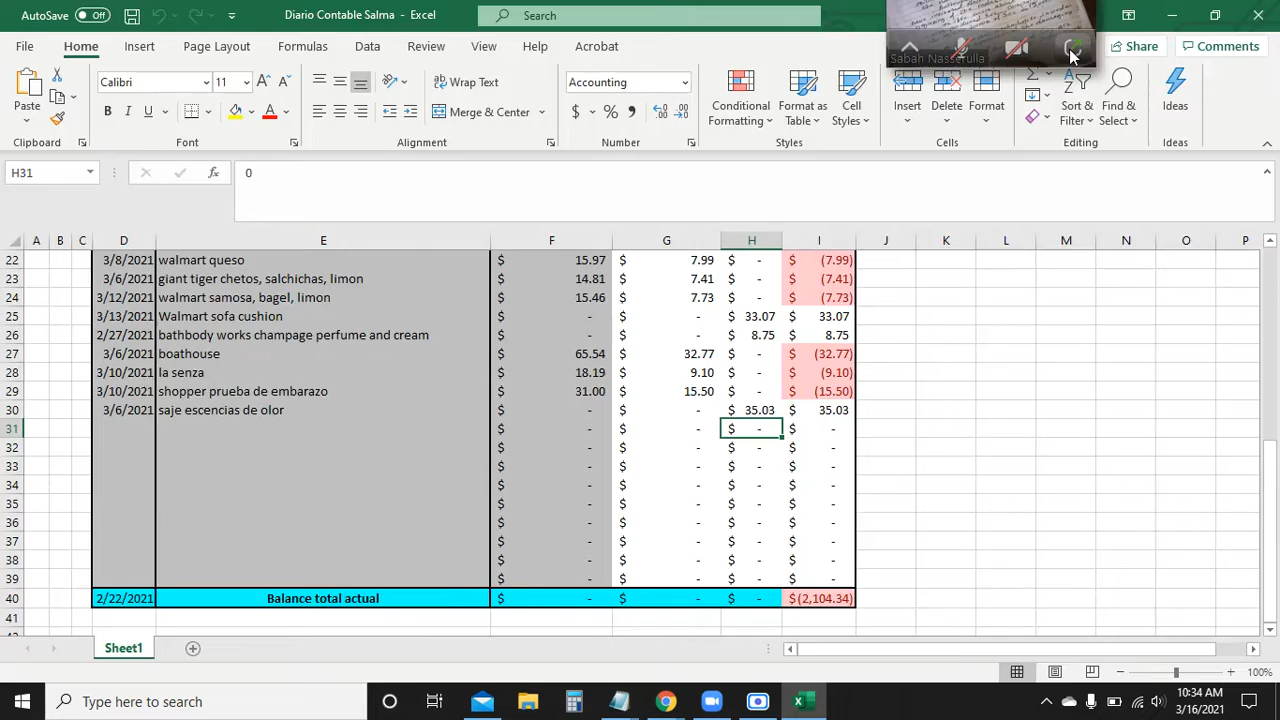 AutoSave Off Diario Contable Salma - Excel Search
File Home Insert Page Layout Formulas Data Review View Help Acrobat Share Comments
Sabah Nasserulla
Paste Calibri 11 Wrap Text Accounting Conditional Formatting Format as Table Cell Styles Insert Delete Format Sort & Filter Find & Select Ideas
B I U Merge & Center $ % 9
Clipboard Font Alignment Number Styles Cells Editing Ideas
H31 fx 0
A B C D E F G H I J K L M N O P
22 3/8/2021 walmart queso $ 15.97 $ 7.99 $ - $ (7.99)
23 3/6/2021 giant tiger chetos, salchichas, limon $ 14.81 $ 7.41 $ - $ (7.41)
24 3/12/2021 walmart samosa, bagel, limon $ 15.46 $ 7.73 $ - $ (7.73)
25 3/13/2021 Walmart sofa cushion $ - $ - $ 33.07 $ 33.07
26 2/27/2021 bathbody works champage perfume and cream $ - $ - $ 8.75 $ 8.75
27 3/6/2021 boathouse $ 65.54 $ 32.77 $ - $ (32.77)
28 3/10/2021 la senza $ 18.19 $ 9.10 $ - $ (9.10)
29 3/10/2021 shopper prueba de embarazo $ 31.00 $ 15.50 $ - $ (15.50)
30 3/6/2021 saje escencias de olor $ - $ - $ 35.03 $ 35.03
31 $ - $ - $ - $ -
32 $ - $ - $ - $ -
33 $ - $ - $ - $ -
34 $ - $ - $ - $ -
35 $ - $ - $ - $ -
36 $ - $ - $ - $ -
37 $ - $ - $ - $ -
38 $ - $ - $ - $ -
39 $ - $ - $ - $ -
40 2/22/2021 Balance total actual $ - $ - $ - $ (2,104.34)
41
Sheet1
100%
Type here to search 10:34 AM
3/16/2021